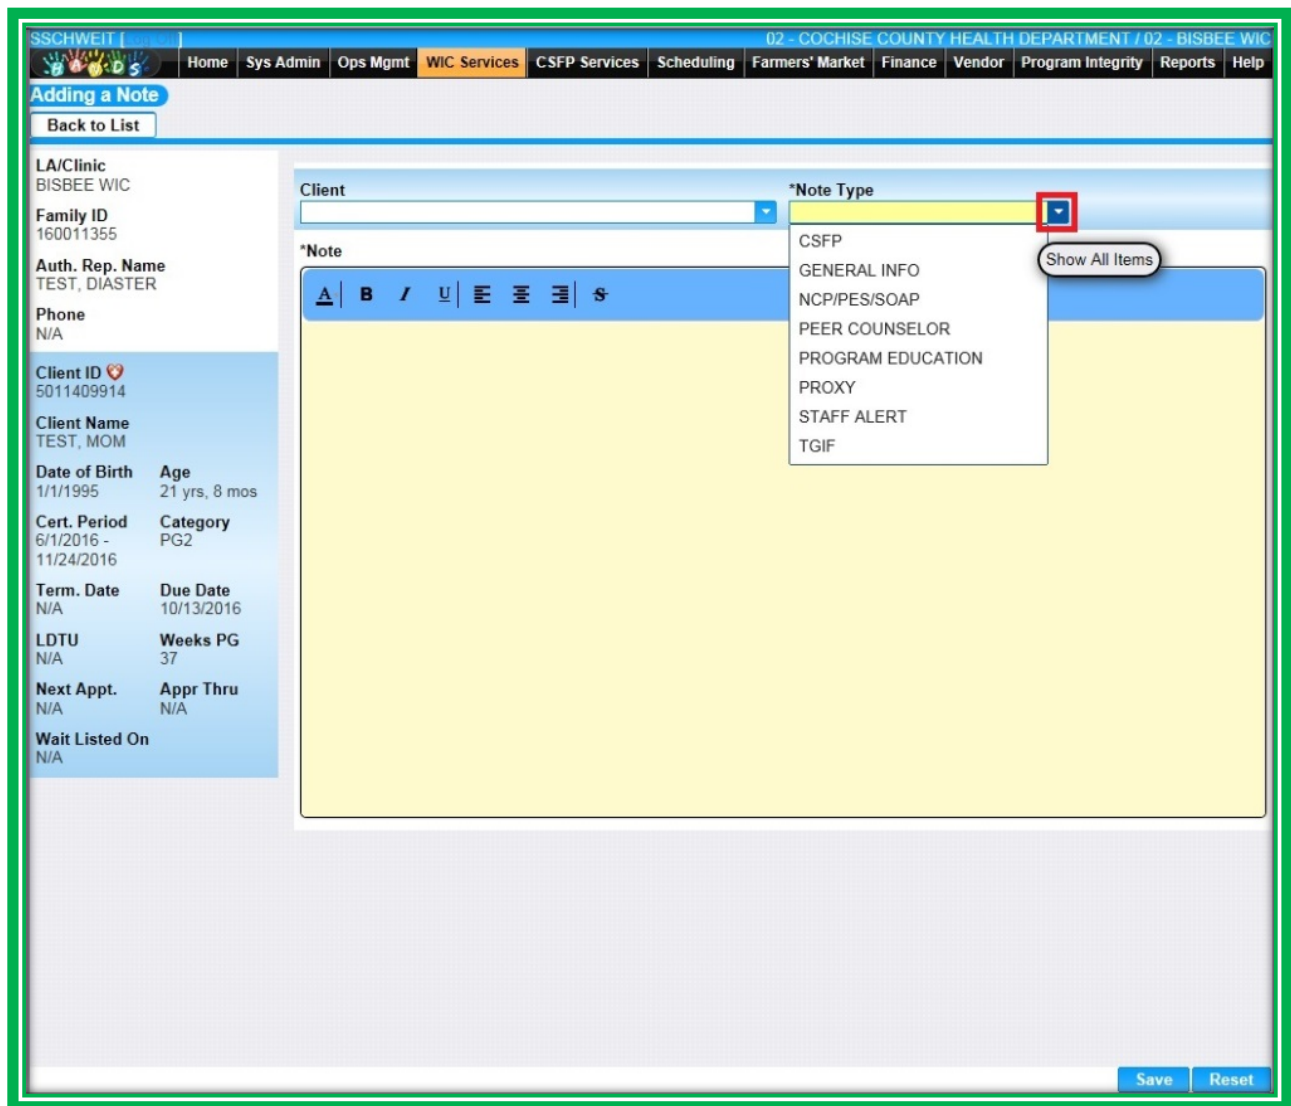 SSCHWEIT [Log Off]
02 - COCHISE COUNTY HEALTH DEPARTMENT / 02 - BISBEE WIC
HANDS Home Sys Admin Ops Mgmt WIC Services CSFP Services Scheduling Farmers' Market Finance Vendor Program Integrity Reports Help
Adding a Note
Back to List
LA/Clinic
BISBEE WIC
Family ID
160011355
Auth. Rep. Name
TEST, DIASTER
Phone
N/A
Client ID
5011409914
Client Name
TEST, MOM
Date of Birth Age
1/1/1995 21 yrs, 8 mos
Cert. Period Category
6/1/2016 - PG2
11/24/2016
Term. Date Due Date
N/A 10/13/2016
LDTU Weeks PG
N/A 37
Next Appt. Appr Thru
N/A N/A
Wait Listed On
N/A
Client
*Note Type
CSFP
GENERAL INFO
NCP/PES/SOAP
PEER COUNSELOR
PROGRAM EDUCATION
PROXY
STAFF ALERT
TGIF
Show All Items
*Note
A B I U S
Save Reset